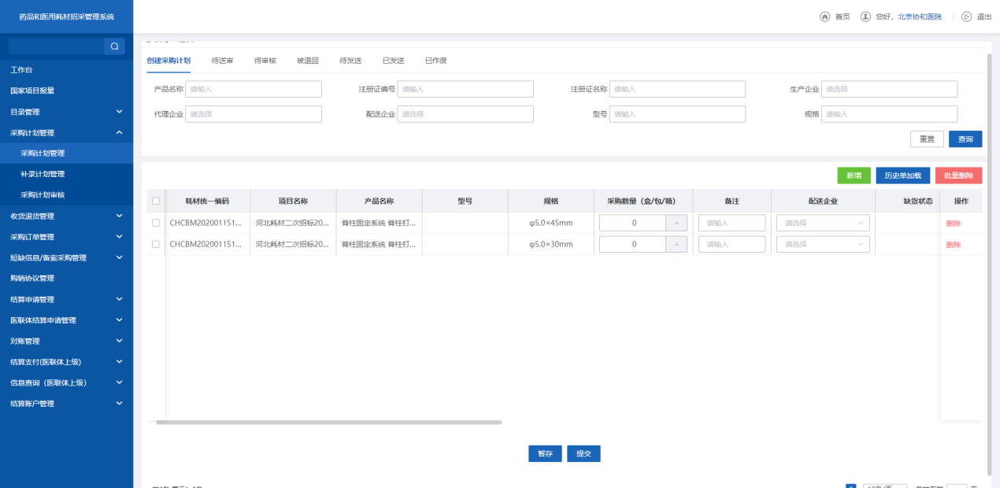 药品和医用耗材招采管理系统
首页 您好，北京协和医院 退出
工作台
国家项目报量
目录管理
采购计划管理
采购计划管理
补录计划管理
采购计划审核
收货退货管理
采购订单管理
短缺信息/备案采购管理
购销协议管理
结算申请管理
医联体结算申请管理
对账管理
结算支付(医联体上级)
信息查询（医联体上级)
结算账户管理
创建采购计划 待送审 待审核 被退回 待发送 已发送 已作废
产品名称 请输入 注册证编号 请输入 注册证名称 请输入 生产企业 请选择
代理企业 请选择 配送企业 请选择 型号 请输入 规格 请输入
重置 查询
新增 历史单加载 批量删除
耗材统一编码 项目名称 产品名称 型号 规格 采购数量（盒/包/箱） 备注 配送企业 缺货状态 操作
CHCBM202001151... 河北耗材二次招标20... 脊柱固定系统 脊柱钉... φ5.0×45mm 0 请输入 请选择 删除
CHCBM202001151... 河北耗材二次招标20... 脊柱固定系统 脊柱钉... φ5.0×30mm 0 请输入 请选择 删除
暂存 提交